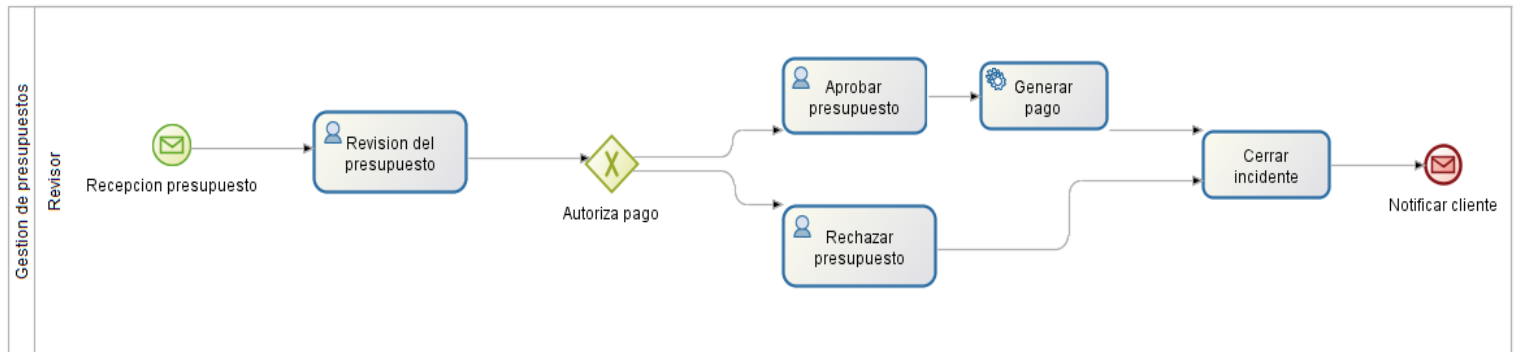 Gestion de presupuestos
Revisor
Recepcion presupuesto
Revision del
presupuesto
Autoriza pago
Aprobar
presupuesto
Generar
pago
Rechazar
presupuesto
Cerrar
incidente
Notificar cliente